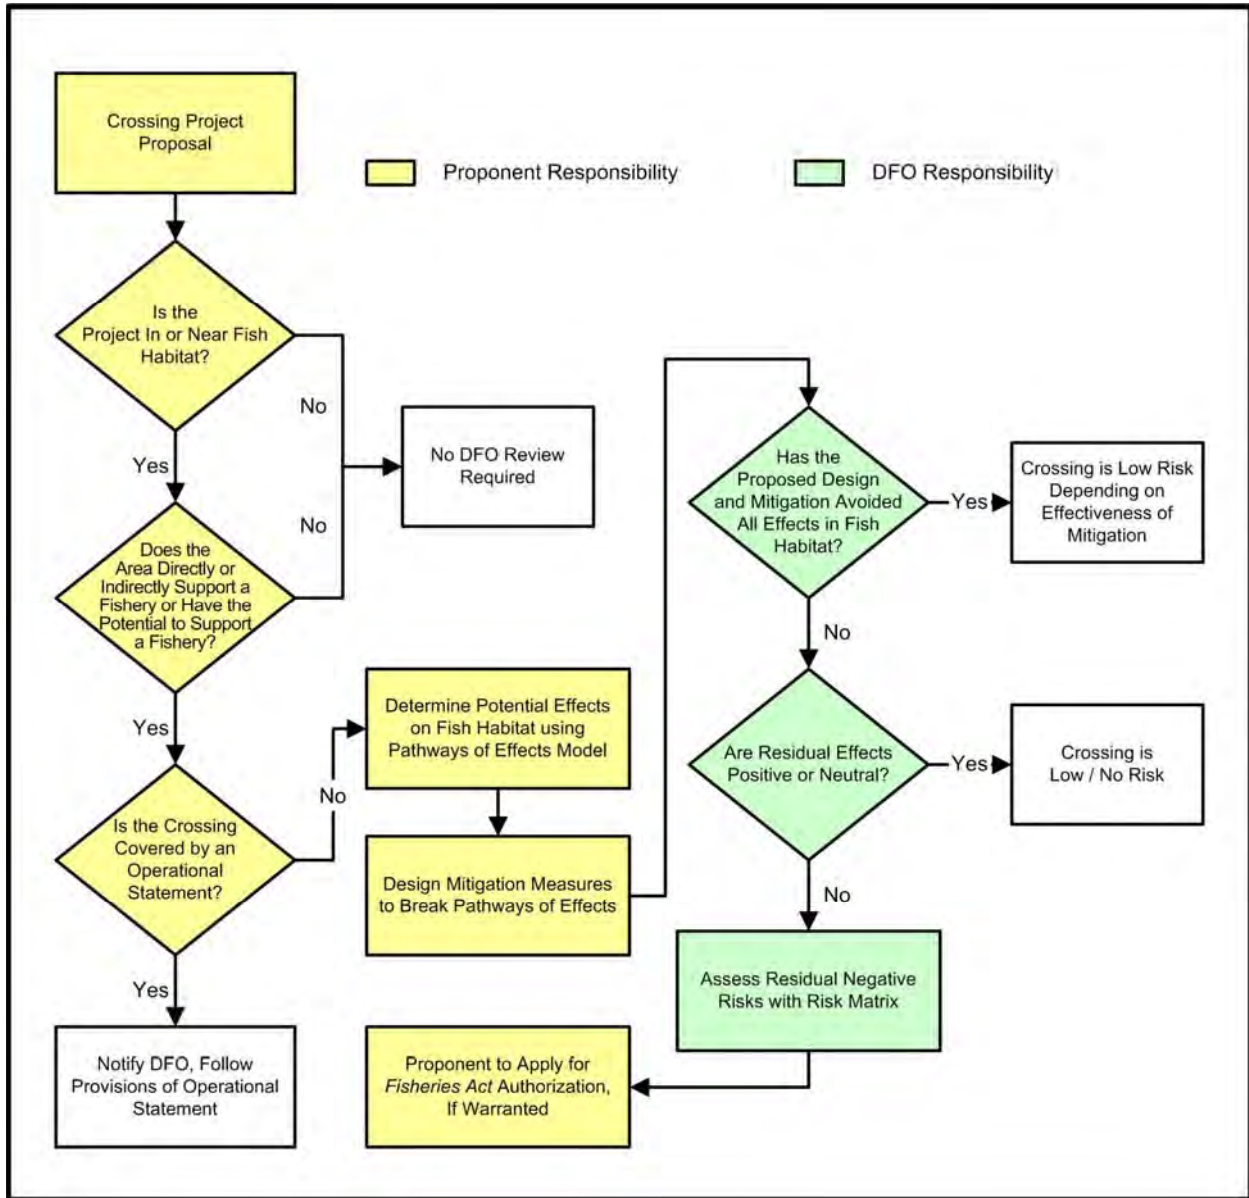 Crossing Project
Proposal
Proponent Responsibility
DFO Responsibility
Is the
Project In or Near Fish
Habitat?
No
Yes
No DFO Review
Required
No
Does the
Area Directly or
Indirectly Support a
Fishery or Have the
Potential to Support
a Fishery?
Yes
Is the Crossing
Covered by an
Operational
Statement?
No
Yes
Notify DFO, Follow
Provisions of Operational
Statement
Determine Potential Effects
on Fish Habitat using
Pathways of Effects Model
Design Mitigation Measures
to Break Pathways of Effects
Has the
Proposed Design
and Mitigation Avoided
All Effects in Fish
Habitat?
Yes
Crossing is Low Risk
Depending on
Effectiveness of
Mitigation
No
Are Residual Effects
Positive or Neutral?
Yes
Crossing is
Low / No Risk
No
Assess Residual Negative
Risks with Risk Matrix
Proponent to Apply for
Fisheries Act Authorization,
If Warranted